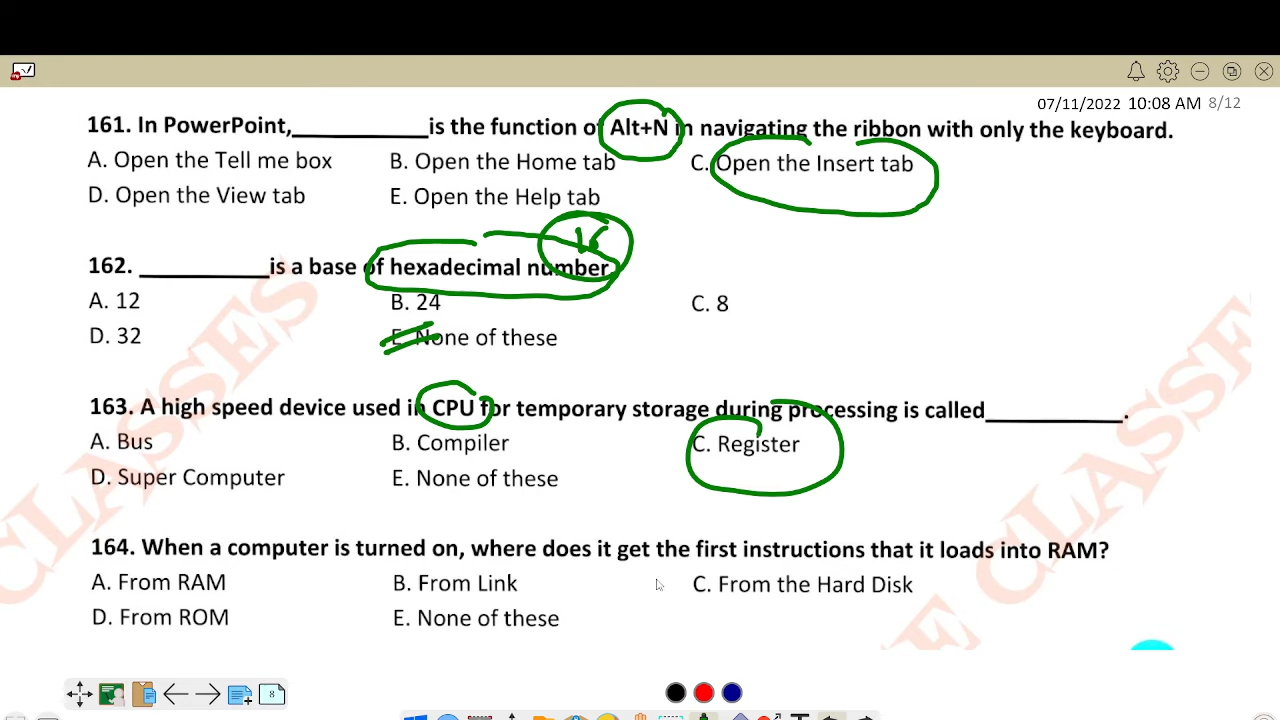 07/11/2022 10:08 AM 8/12
161. In PowerPoint,____________is the function of Alt+N in navigating the ribbon with only the keyboard.
A. Open the Tell me box B. Open the Home tab C. Open the Insert tab
D. Open the View tab E. Open the Help tab
16
162. ____________is a base of hexadecimal number.
A. 12 B. 24 C. 8
D. 32 E. None of these
163. A high speed device used in CPU for temporary storage during processing is called____________.
A. Bus B. Compiler C. Register
D. Super Computer E. None of these
164. When a computer is turned on, where does it get the first instructions that it loads into RAM?
A. From RAM B. From Link C. From the Hard Disk
D. From ROM E. None of these
CLASSES
E CLASSES
8